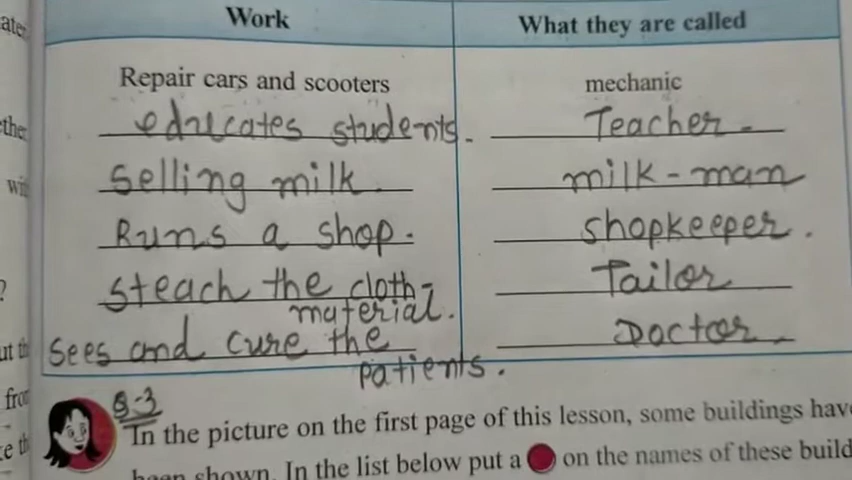 Work What they are called
Repair cars and scooters mechanic
educates students. Teacher.
Selling milk. milk-man
Runs a shop. Shopkeeper.
steach the cloth- Tailor
material.
Sees and cure the Doctor.
patients.
Q-3
In the picture on the first page of this lesson, some buildings have
been shown. In the list below put a on the names of these build